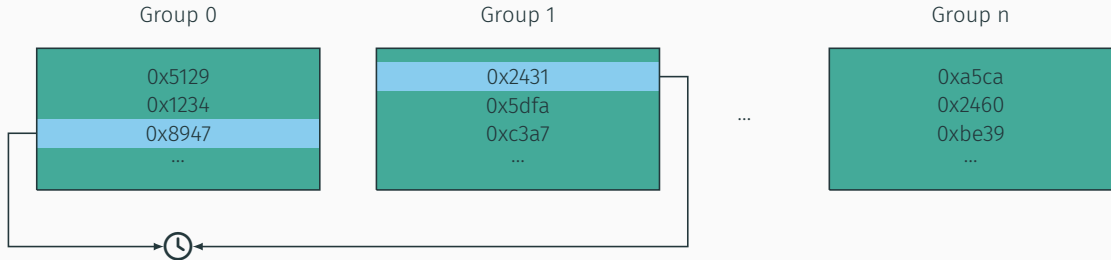 Group 0
0x5129
0x1234
0x8947
...
Group 1
0x2431
0x5dfa
0xc3a7
...
...
Group n
0xa5ca
0x2460
0xbe39
...